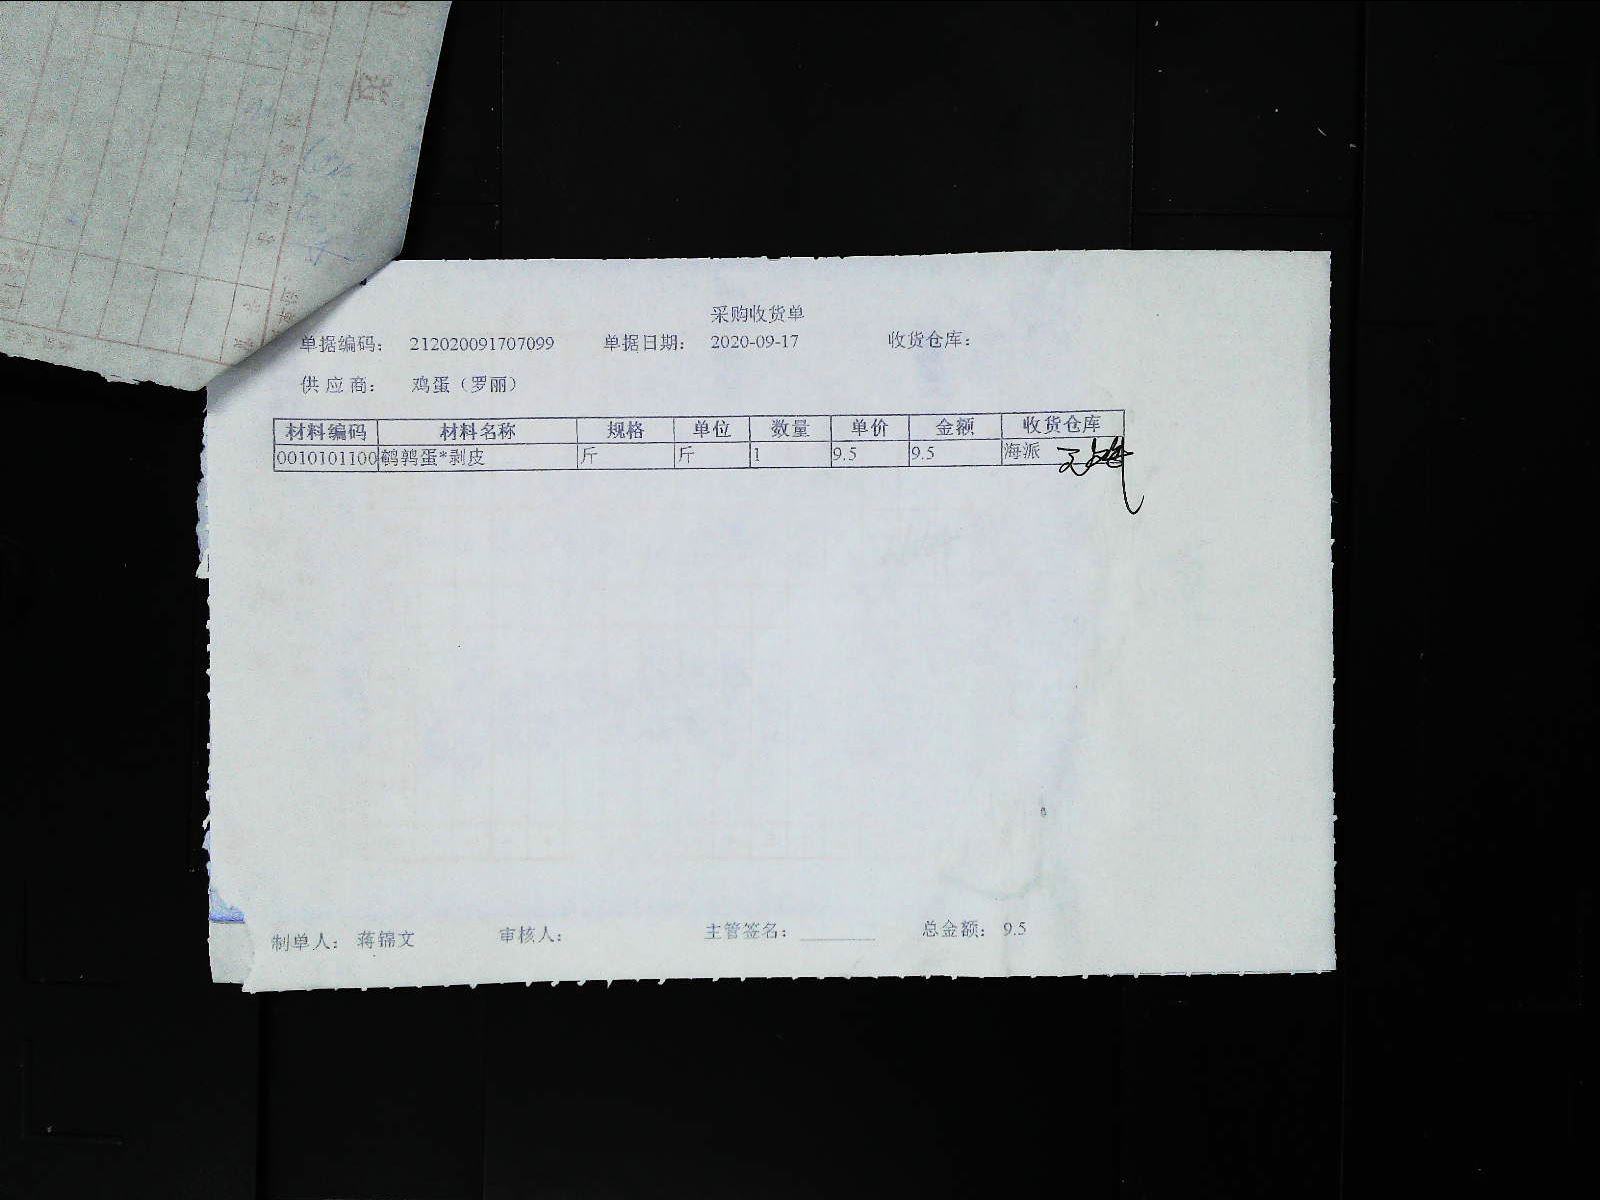 采购收货单
单据编码： 212020091707099 单据日期： 2020-09-17 收货仓库：
供应商： 鸡蛋（罗丽）
材料编码 材料名称 规格 单位 数量 单价 金额 收货仓库
0010101100 鹌鹑蛋*剥皮 斤 斤 1 9.5 9.5 海派
制单人： 蒋锦文 审核人： 主管签名： 总金额： 9.5